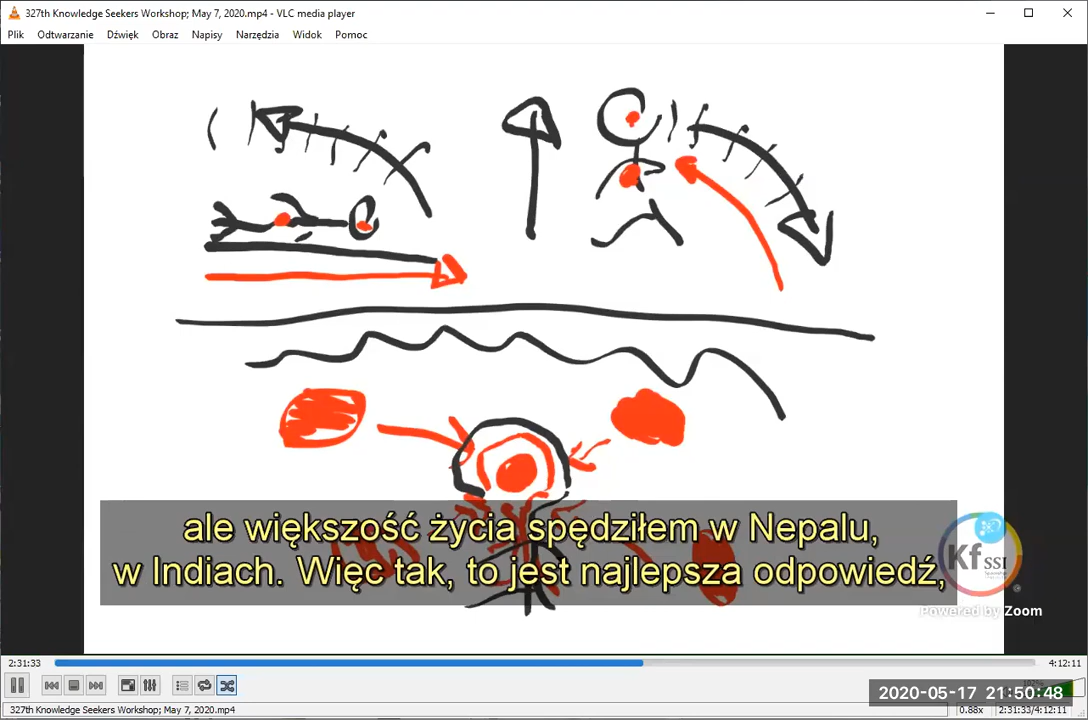 327th Knowledge Seekers Workshop; May 7, 2020.mp4 - VLC media player
Plik Odtwarzanie Dźwięk Obraz Napisy Narzędzia Widok Pomoc
ale większość życia spędziłem w Nepalu,
w Indiach. Więc tak, to jest najlepsza odpowiedź,
Kf SSI
Powered by Zoom
2:31:33 4:12:11
2020-05-17 21:50:48
327th Knowledge Seekers Workshop; May 7, 2020.mp4 0.88x 2:31:33/4:12:11